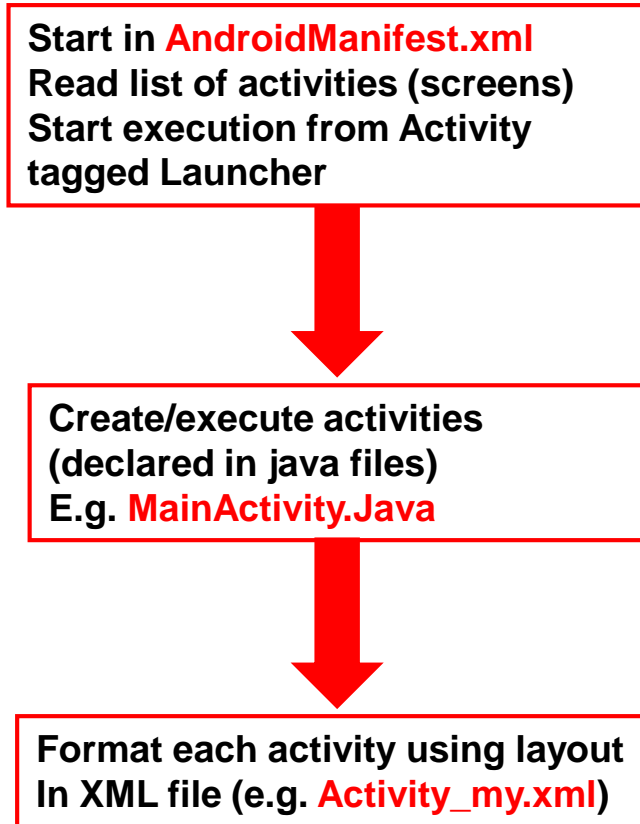 Start in AndroidManifest.xml
Read list of activities (screens)
Start execution from Activity
tagged Launcher
Create/execute activities
(declared in java files)
E.g. MainActivity.Java
Format each activity using layout
In XML file (e.g. Activity_my.xml)